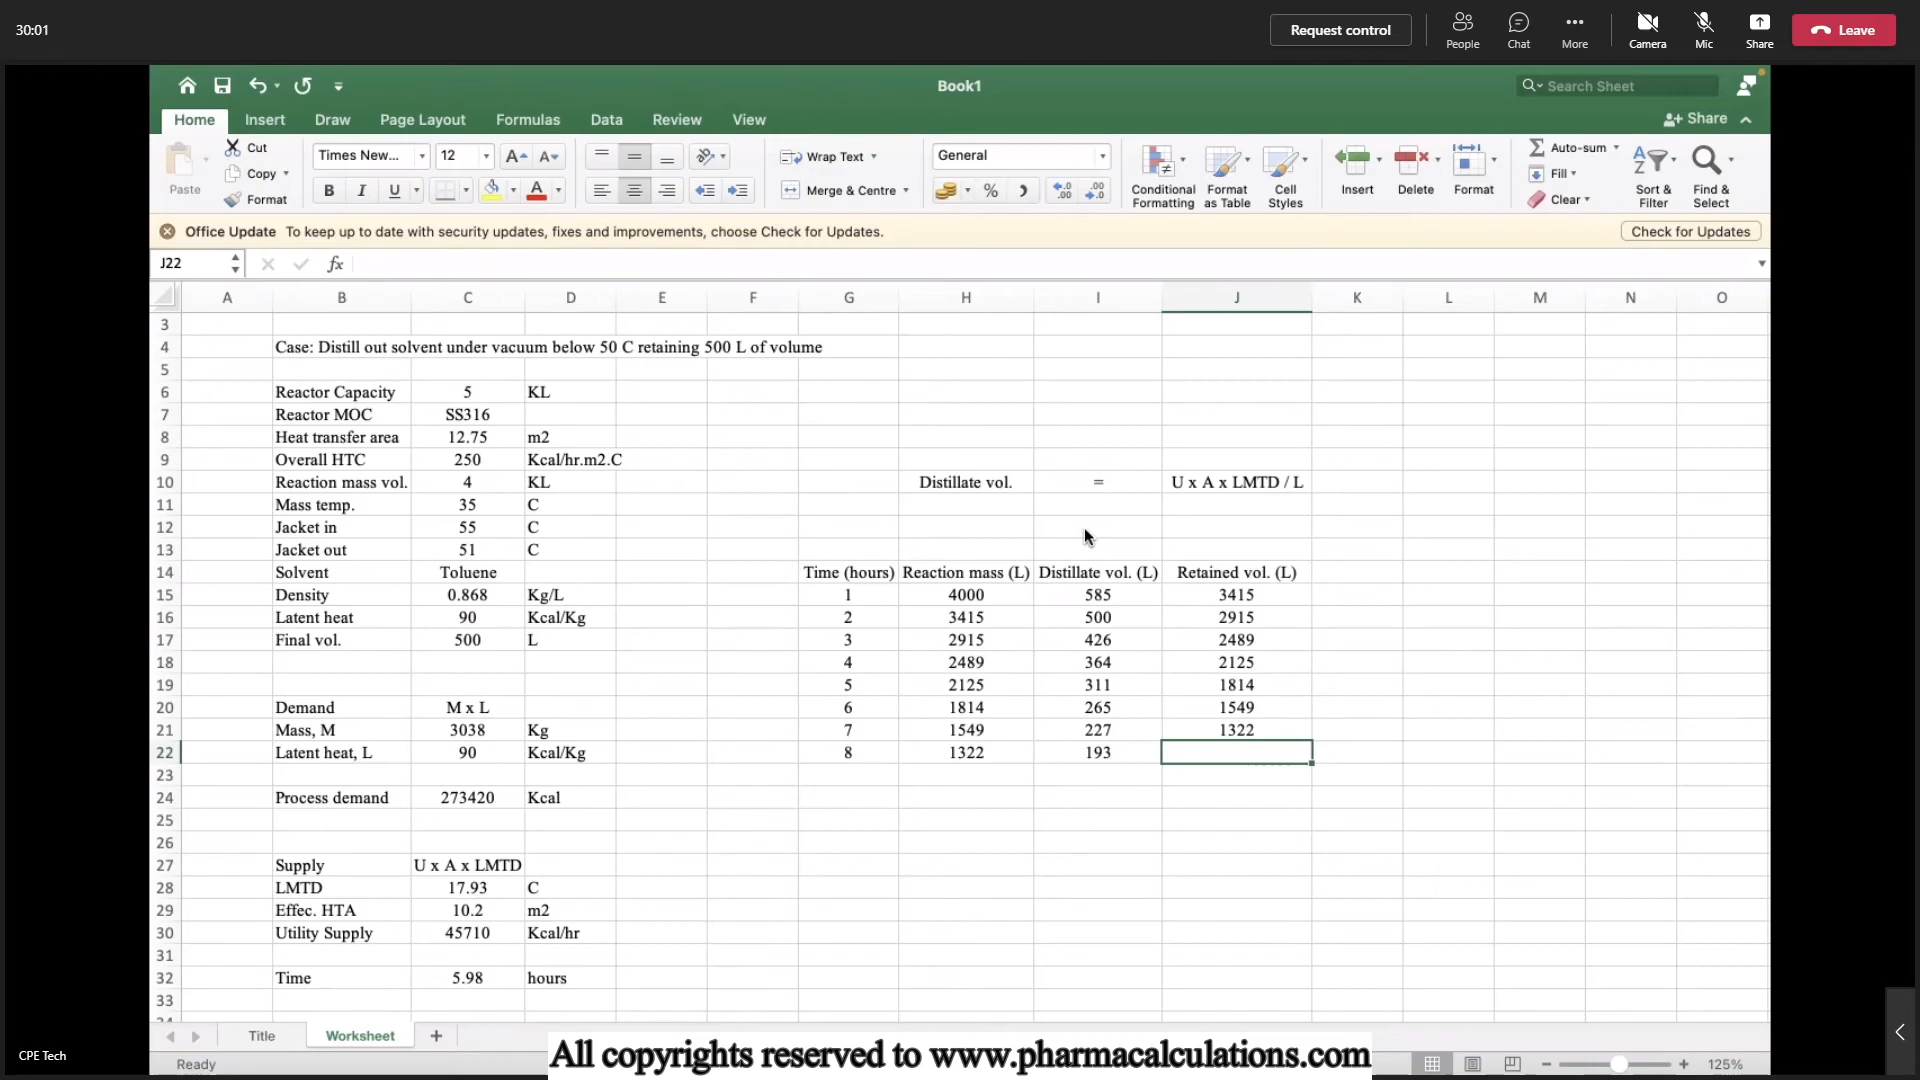 30:01
Request control
People
Chat
More
Camera
Mic
Share
Leave
Book1
Search Sheet
Home Insert Draw Page Layout Formulas Data Review View
Share
Paste
Cut
Copy
Format
Times New... 12
B I U
Wrap Text
Merge & Centre
General
Conditional Formatting
Format as Table
Cell Styles
Insert
Delete
Format
Auto-sum
Fill
Clear
Sort & Filter
Find & Select
Office Update To keep up to date with security updates, fixes and improvements, choose Check for Updates.
Check for Updates
J22 fx
A B C D E F G H I J K L M N O
3
4 Case: Distill out solvent under vacuum below 50 C retaining 500 L of volume
5
6 Reactor Capacity 5 KL
7 Reactor MOC SS316
8 Heat transfer area 12.75 m2
9 Overall HTC 250 Kcal/hr.m2.C
10 Reaction mass vol. 4 KL Distillate vol. = U x A x LMTD / L
11 Mass temp. 35 C
12 Jacket in 55 C
13 Jacket out 51 C
14 Solvent Toluene Time (hours) Reaction mass (L) Distillate vol. (L) Retained vol. (L)
15 Density 0.868 Kg/L 1 4000 585 3415
16 Latent heat 90 Kcal/Kg 2 3415 500 2915
17 Final vol. 500 L 3 2915 426 2489
18 4 2489 364 2125
19 5 2125 311 1814
20 Demand M x L 6 1814 265 1549
21 Mass, M 3038 Kg 7 1549 227 1322
22 Latent heat, L 90 Kcal/Kg 8 1322 193
23
24 Process demand 273420 Kcal
25
26
27 Supply U x A x LMTD
28 LMTD 17.93 C
29 Effec. HTA 10.2 m2
30 Utility Supply 45710 Kcal/hr
31
32 Time 5.98 hours
33
Title Worksheet +
CPE Tech
Ready
All copyrights reserved to www.pharmacalculations.com
125%